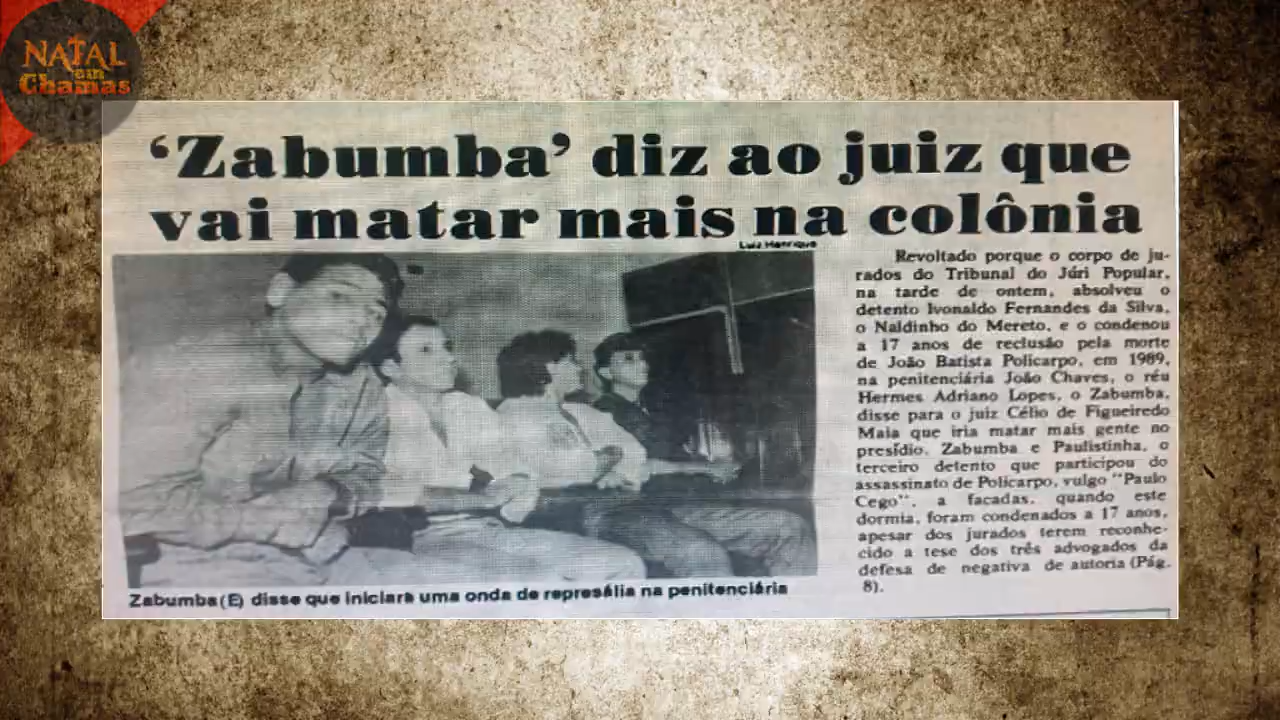 NATAL
em
Chamas
‘Zabumba’ diz ao juiz que
vai matar mais na colônia
Luiz Henrique
Revoltado porque o corpo de ju-
rados do Tribunal do Júri Popular,
na tarde de ontem, absolveu o
detento Ivonaldo Fernandes da Silva,
o Naldinho do Mereto, e o condenou
a 17 anos de reclusão pela morte
de João Batista Policarpo, em 1989,
na penitenciária João Chaves, o réu
Hermes Adriano Lopes, o Zabumba,
disse para o juiz Célio de Figueiredo
Maia que iria matar mais gente no
presídio. Zabumba e Paulistinha, o
terceiro detento que participou do
assassinato de Policarpo, vulgo "Paulo
Cego", a facadas, quando este
dormia, foram condenados a 17 anos,
apesar dos jurados terem reconhe-
cido a tese dos três advogados da
defesa de negativa de autoria (Pág.
8).
Zabumba (E) disse que iniciará uma onda de represália na penitenciária